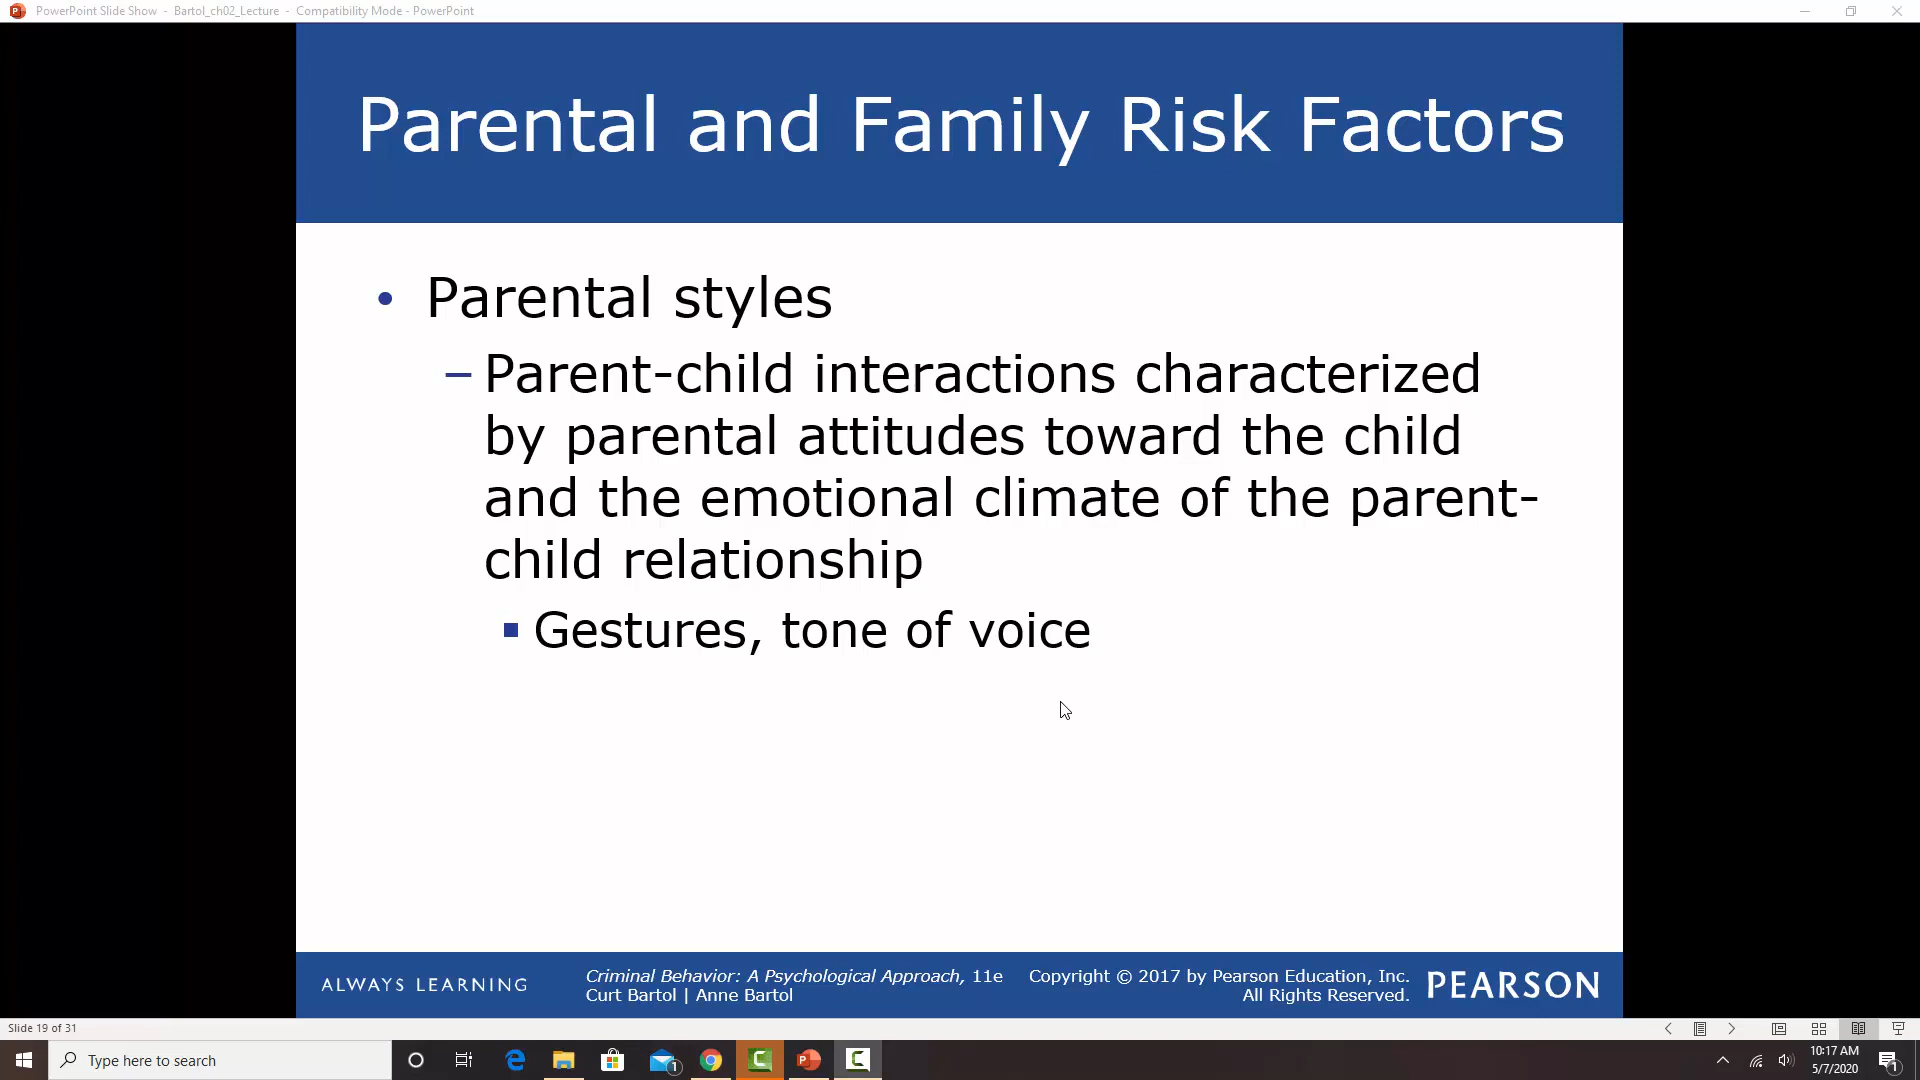 PowerPoint Slide Show - Bartol_ch02_Lecture - Compatibility Mode - PowerPoint
Parental and Family Risk Factors
• Parental styles
– Parent-child interactions characterized
by parental attitudes toward the child
and the emotional climate of the parent-
child relationship
▪ Gestures, tone of voice
ALWAYS LEARNING
Criminal Behavior: A Psychological Approach, 11e
Curt Bartol | Anne Bartol
Copyright © 2017 by Pearson Education, Inc.
All Rights Reserved.
PEARSON
Slide 19 of 31
Type here to search
1
10:17 AM
5/7/2020
1